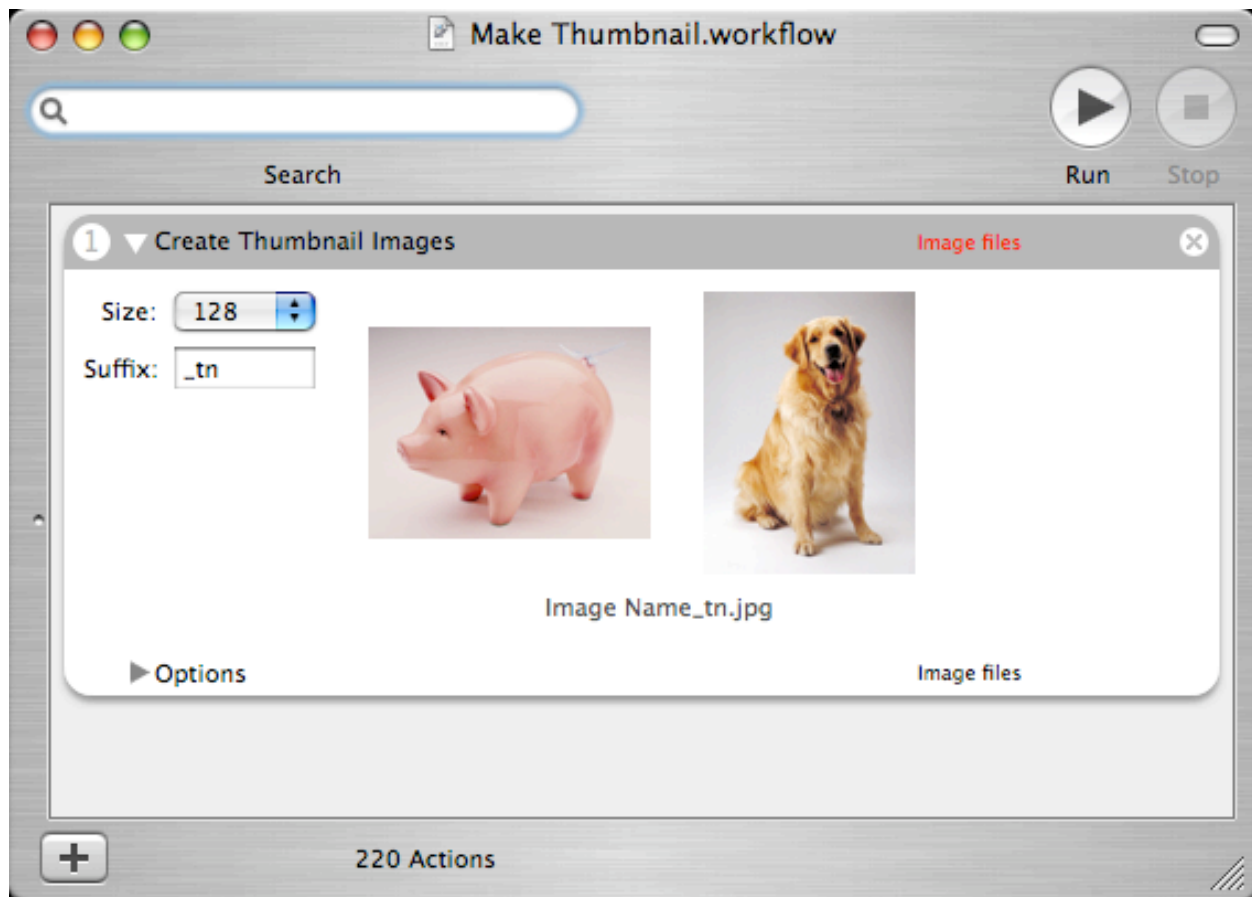 Make Thumbnail.workflow
Search
Run
Stop
1 Create Thumbnail Images
Image files
Size: 128
Suffix: _tn
Image Name_tn.jpg
Options
Image files
220 Actions